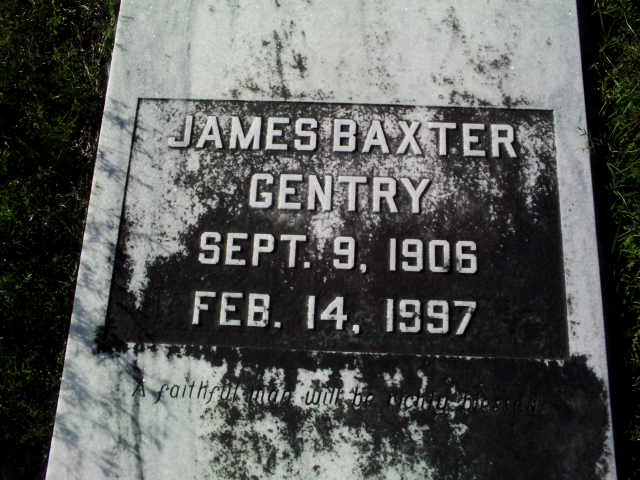 JAMES BAXTER
GENTRY
SEPT. 9, 1906
FEB. 14, 1997
A faithful man will be richly blessed